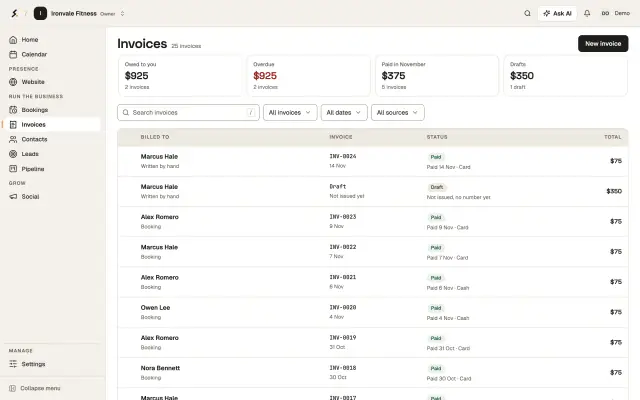 I Ironvale Fitness Owner
Ask AI
DO Demo
Home
Calendar
PRESENCE
Website
RUN THE BUSINESS
Bookings
Invoices
Contacts
Leads
Pipeline
GROW
Social
MANAGE
Settings
Collapse menu
Invoices 25 invoices
New invoice
Owed to you
$925
2 invoices
Overdue
$925
2 invoices
Paid in November
$375
5 invoices
Drafts
$350
1 draft
Search invoices /
All invoices
All dates
All sources
BILLED TO INVOICE STATUS TOTAL
Marcus Hale INV-0024 Paid $75
Written by hand 14 Nov Paid 14 Nov · Card
Marcus Hale Draft Draft $350
Written by hand Not issued yet Not issued, no number yet
Alex Romero INV-0023 Paid $75
Booking 9 Nov Paid 9 Nov · Card
Marcus Hale INV-0022 Paid $75
Booking 7 Nov Paid 7 Nov · Card
Alex Romero INV-0021 Paid $75
Booking 6 Nov Paid 6 Nov · Cash
Owen Lee INV-0020 Paid $75
Booking 4 Nov Paid 4 Nov · Cash
Alex Romero INV-0019 Paid $75
Booking 31 Oct Paid 31 Oct · Card
Nora Bennett INV-0018 Paid $75
Booking 30 Oct Paid 30 Oct · Card
Marcus Hale INV-0017 Paid $75